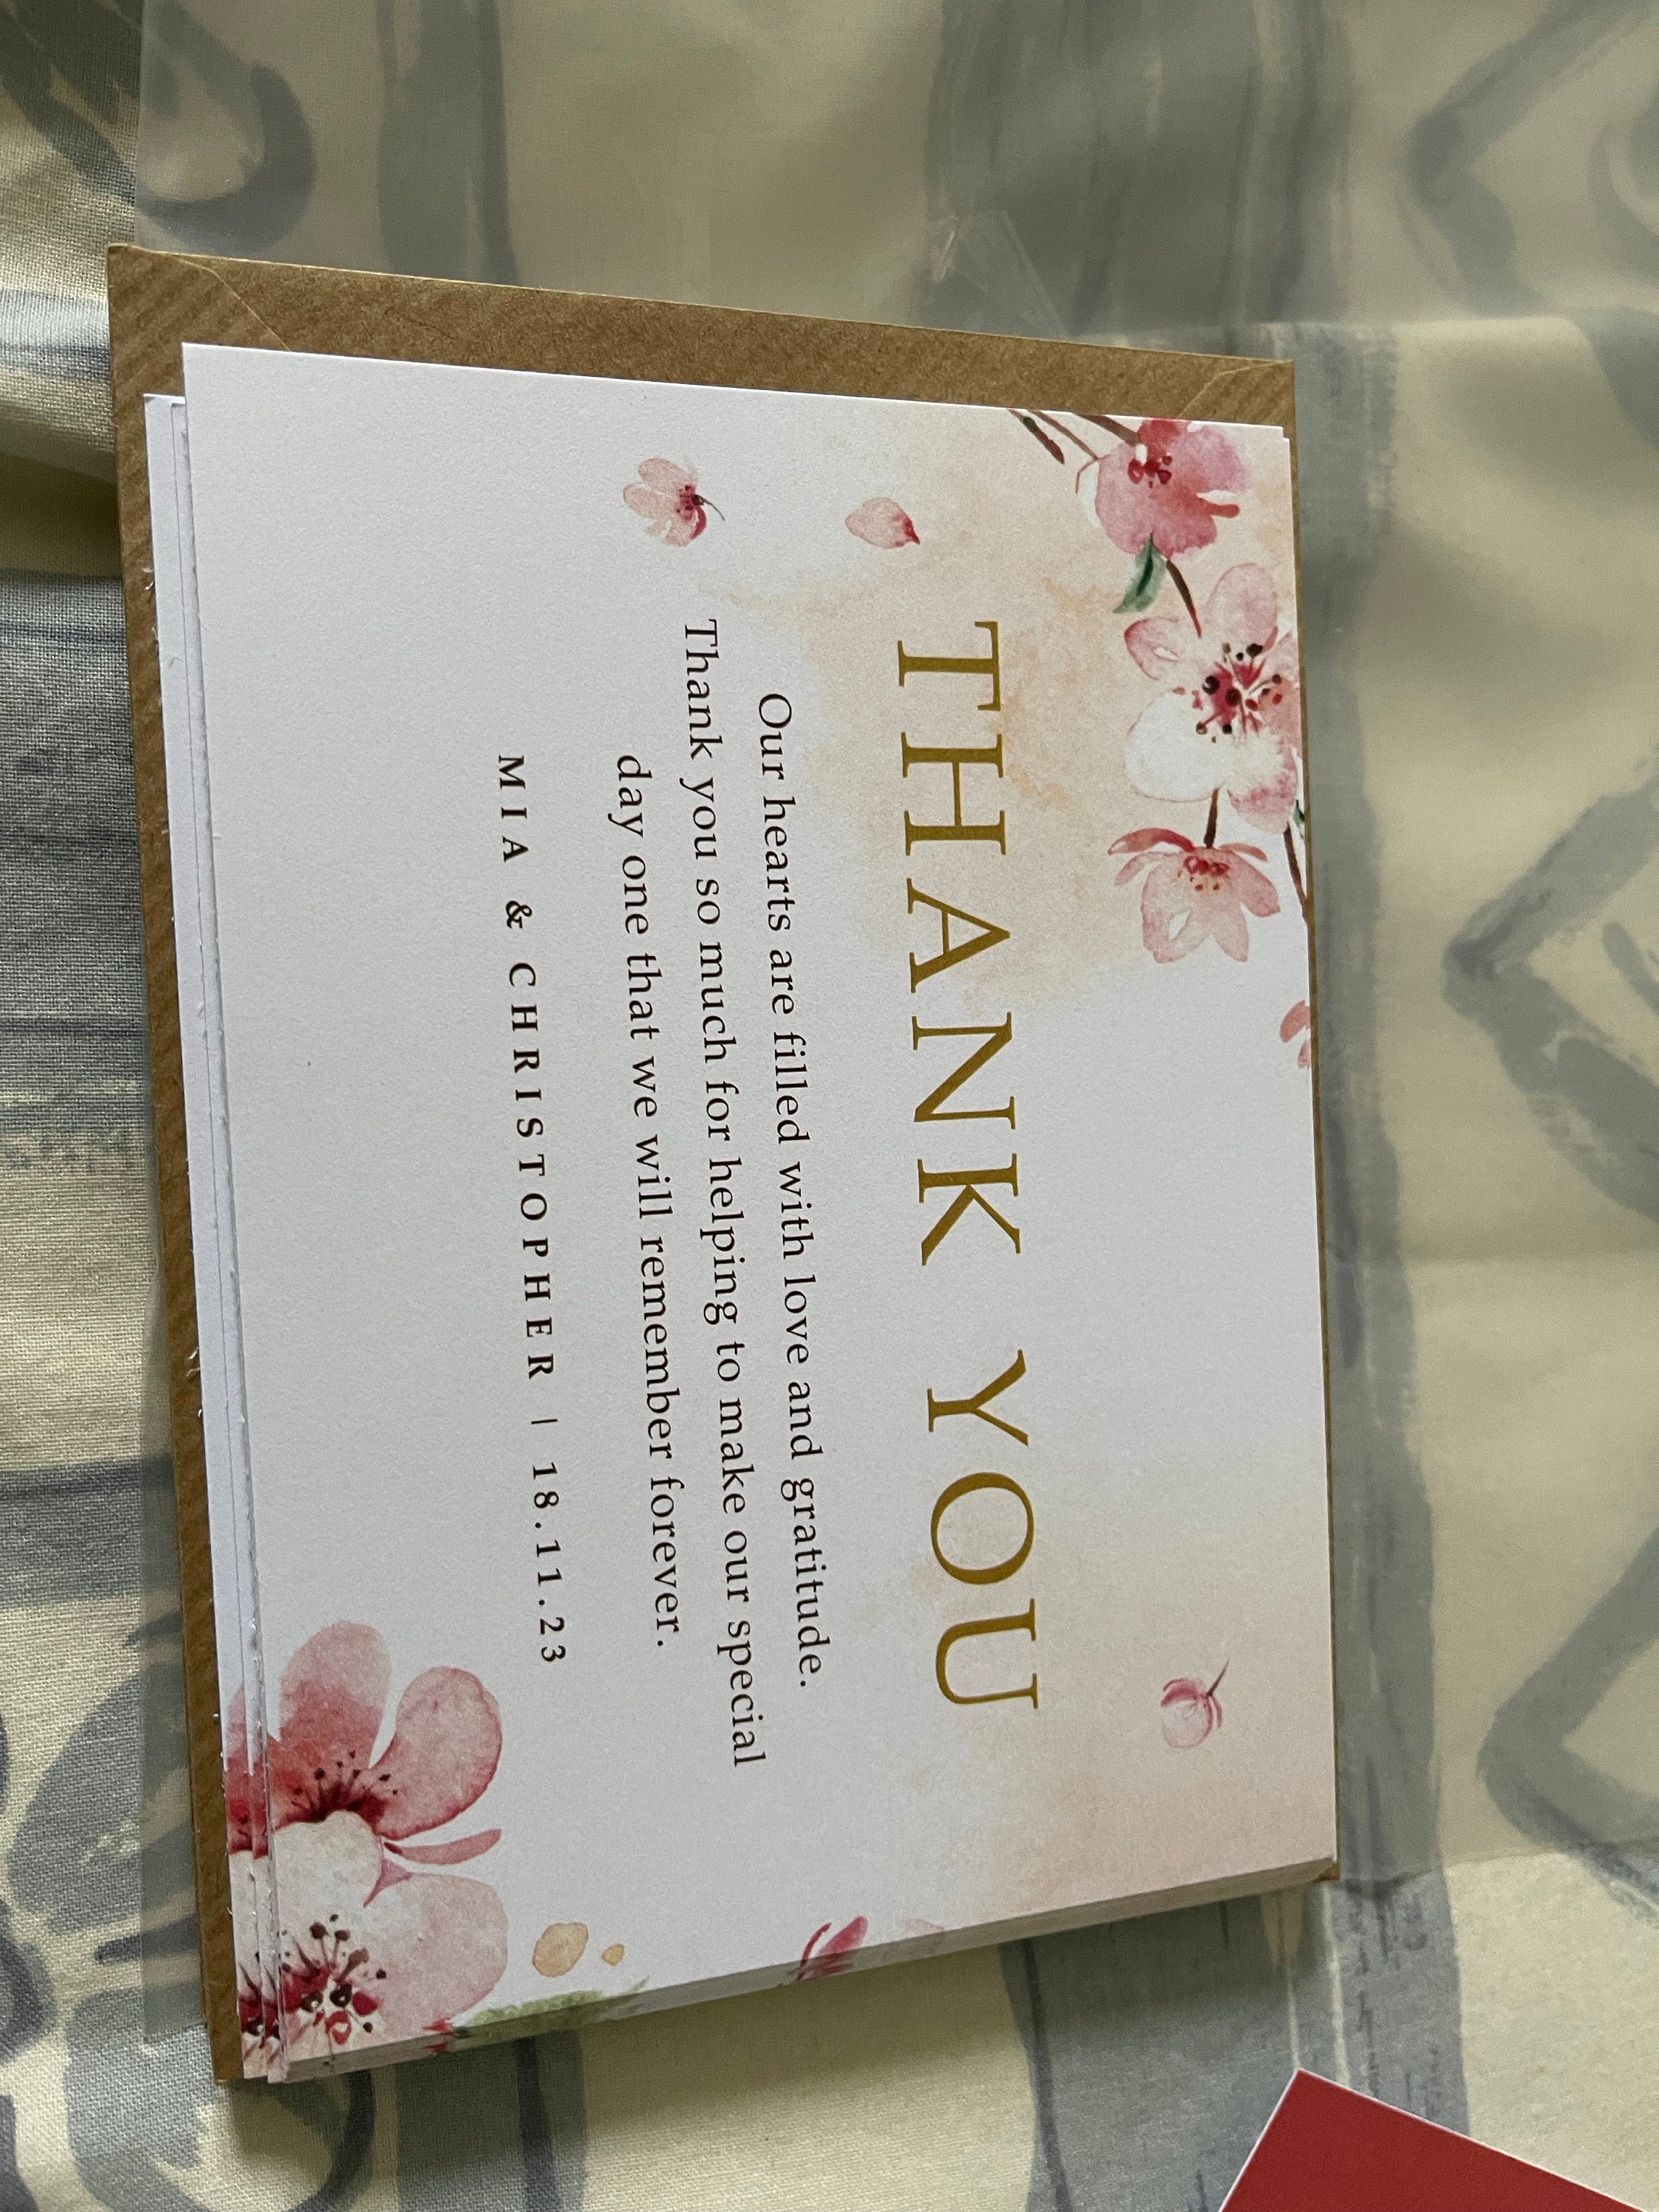 THANK YOU
Our hearts are filled with love and gratitude.
Thank you so much for helping to make our special
day one that we will remember forever.
MIA & CHRISTOPHER | 18.11.23